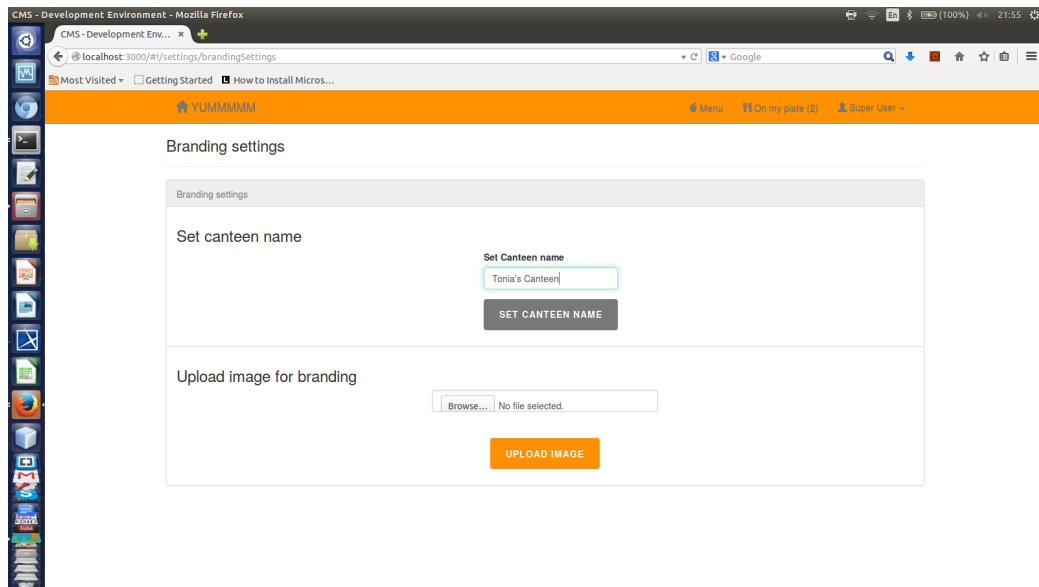 CMS - Development Environment - Mozilla Firefox
En (100%) 21:55
CMS - Development Env... ×
localhost:3000/#!/settings/brandingSettings
Google
Most Visited Getting Started How to Install Micros...
YUMMMMM Menu On my plate (2) Super User
Branding settings
Branding settings
Set canteen name
Set Canteen name
Tonia's Canteen
SET CANTEEN NAME
Upload image for branding
Browse... No file selected.
UPLOAD IMAGE